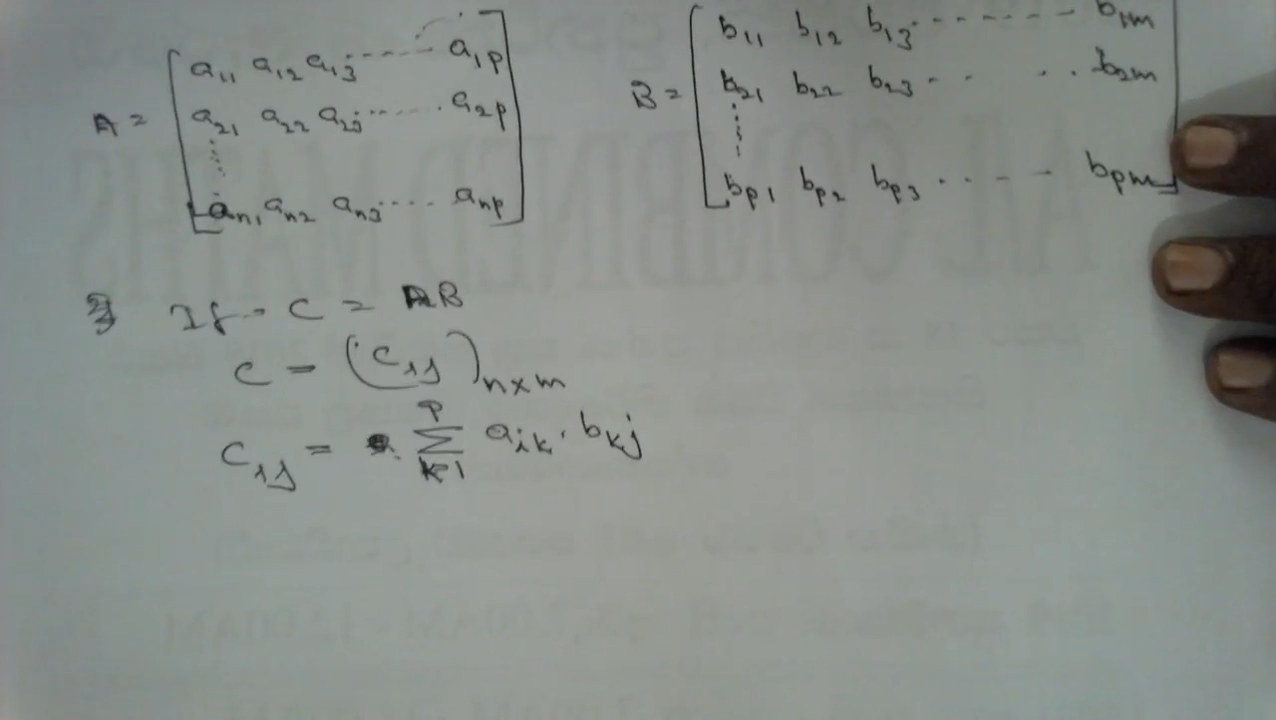 A = [ a11 a12 a13 ...... a1p
a21 a22 a23 ...... a2p
an1 an2 an3 .... anp ]
B = [ b11 b12 b13 ........ b1m
b21 b22 b23 .. ... b2m
bp1 bp2 bp3 ..... bpm ]
If C = AB
C = (cij)n×m
cij = Σ p k=1 aik . bkj